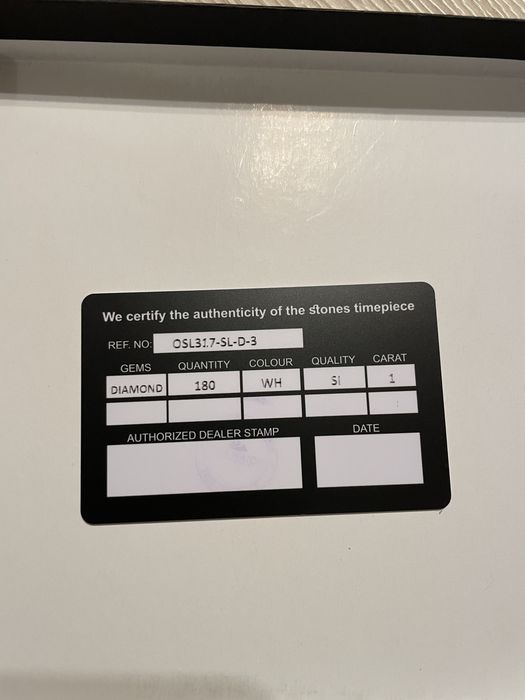 We certify the authenticity of the stones timepiece
REF. NO: OSL31.7-SL-D-3
GEMS QUANTITY COLOUR QUALITY CARAT
DIAMOND 180 WH SI 1
AUTHORIZED DEALER STAMP DATE